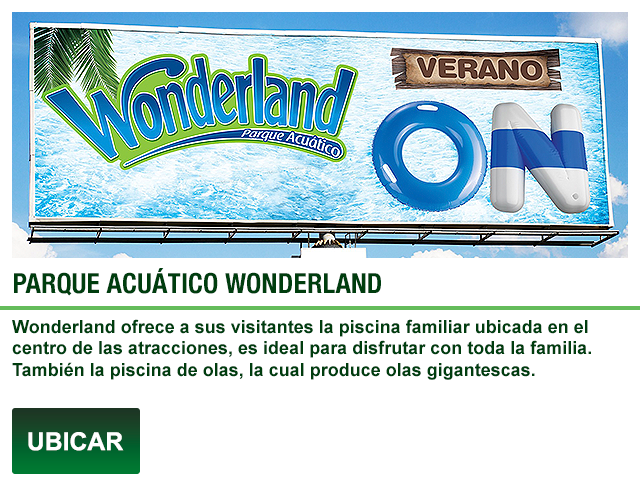 Wonderland
Parque Acuático
VERANO
ON
PARQUE ACUÁTICO WONDERLAND
Wonderland ofrece a sus visitantes la piscina familiar ubicada en el
centro de las atracciones, es ideal para disfrutar con toda la familia.
También la piscina de olas, la cual produce olas gigantescas.
UBICAR